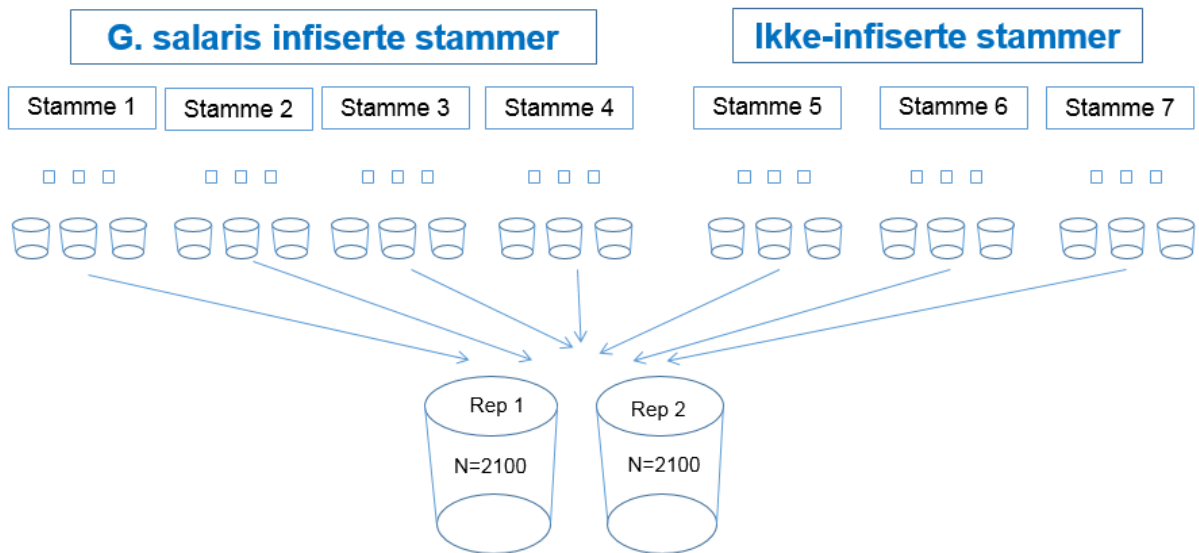 G. salaris infiserte stammer
Ikke-infiserte stammer
Stamme 1
Stamme 2
Stamme 3
Stamme 4
Stamme 5
Stamme 6
Stamme 7
Rep 1
Rep 2
N=2100
N=2100